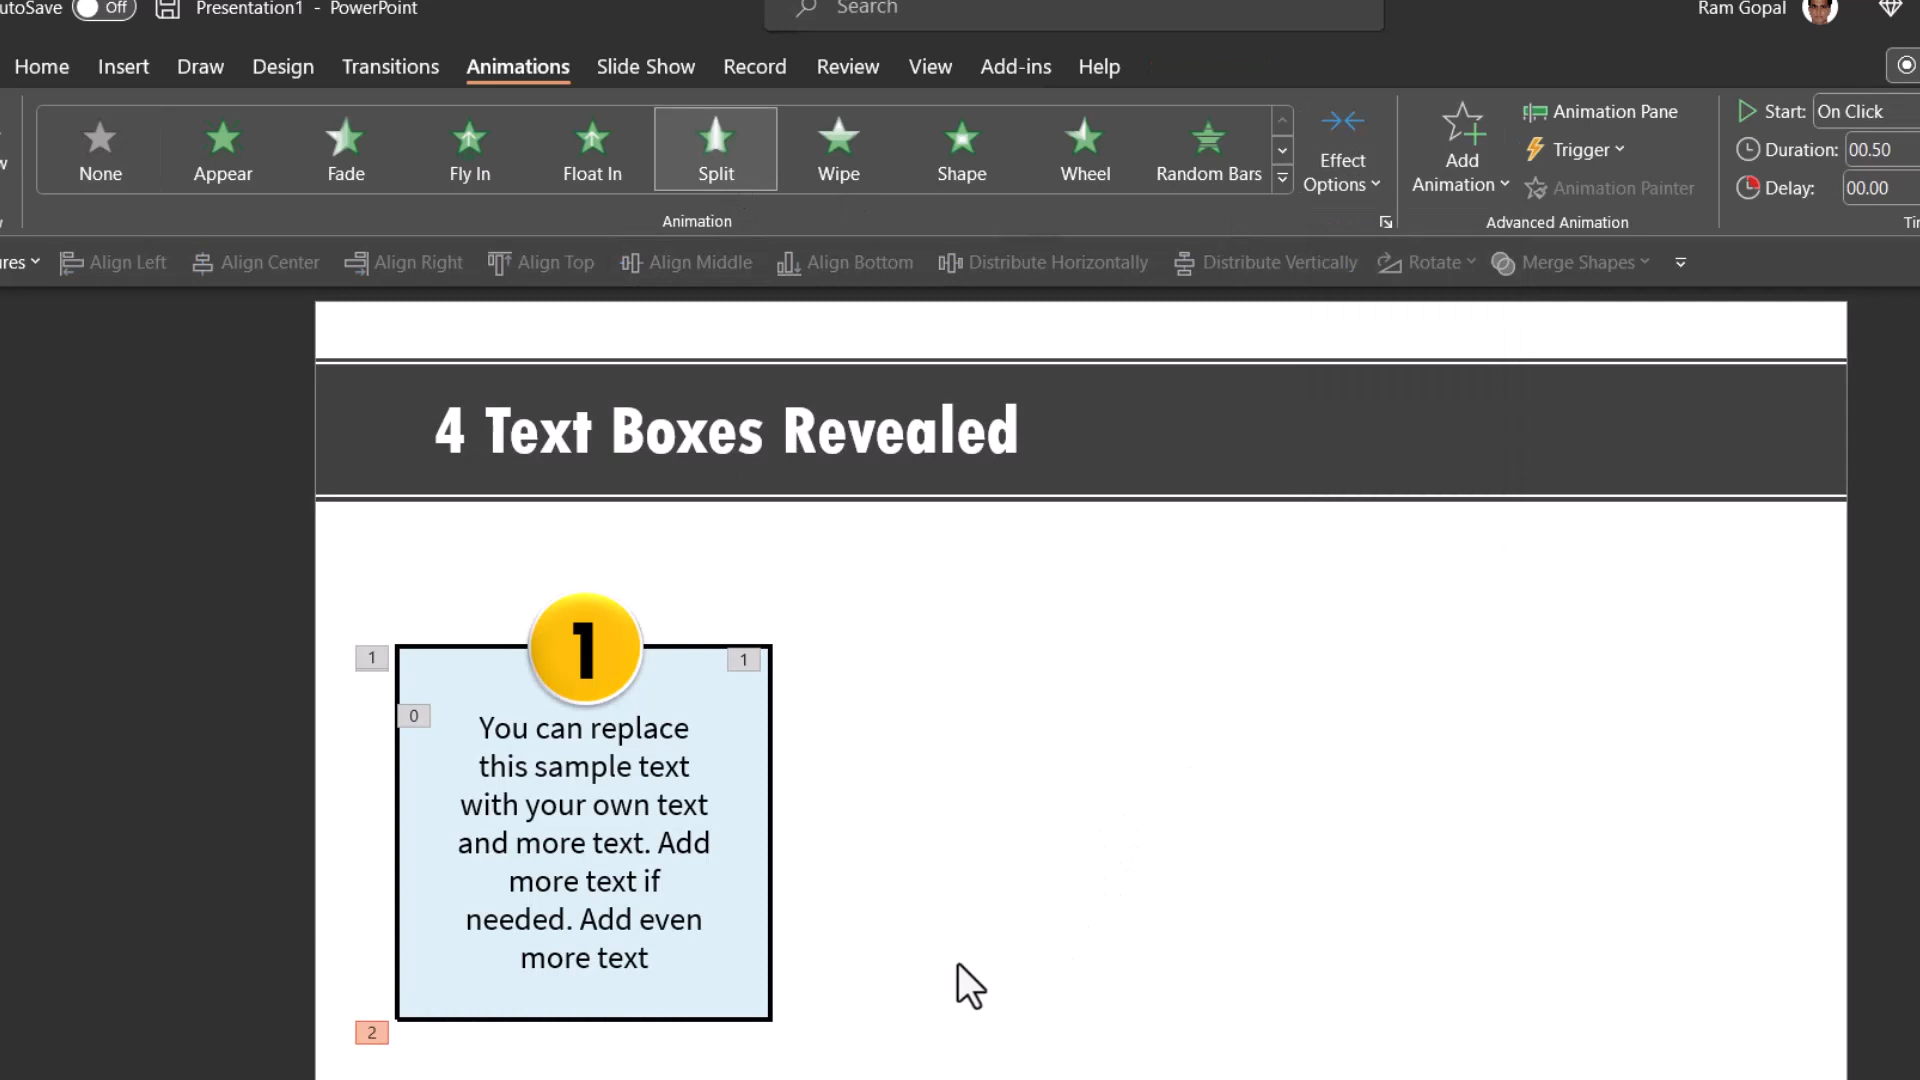 utoSave Off Presentation1 - PowerPoint Search Ram Gopal
Home Insert Draw Design Transitions Animations Slide Show Record Review View Add-ins Help
None Appear Fade Fly In Float In Split Wipe Shape Wheel Random Bars
Effect Options
Add Animation
Animation Pane
Trigger
Animation Painter
Start: On Click
Duration: 00.50
Delay: 00.00
Animation Advanced Animation Tir
res Align Left Align Center Align Right Align Top Align Middle Align Bottom Distribute Horizontally Distribute Vertically Rotate Merge Shapes
4 Text Boxes Revealed
1
1
1
0
You can replace
this sample text
with your own text
and more text. Add
more text if
needed. Add even
more text
2